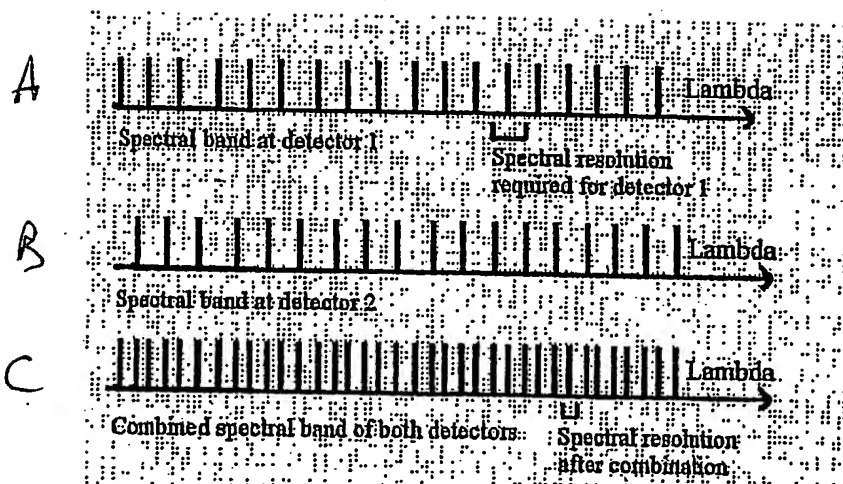 A
Lambda
Spectral band at detector 1
Spectral resolution
required for detector 1
B
Lambda
Spectral band at detector 2
C
Lambda
Combined spectral band of both detectors
Spectral resolution
after combination